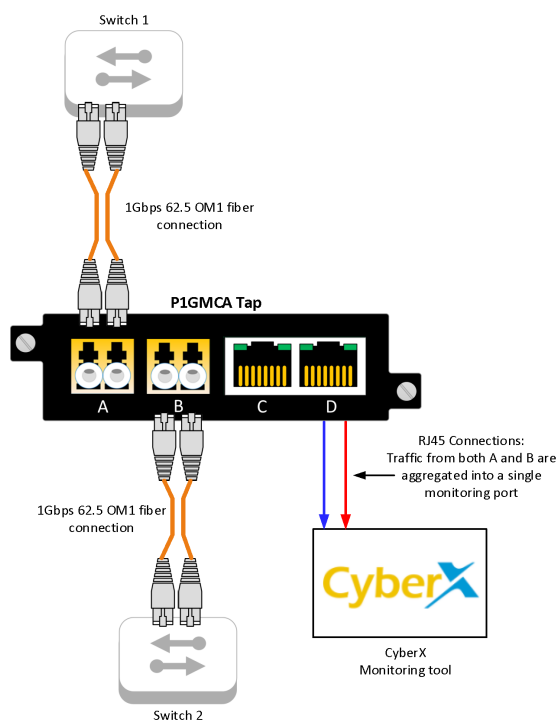 Switch 1
1Gbps 62.5 OM1 fiber
connection
P1GMCA Tap
A
B
C
D
RJ45 Connections:
Traffic from both A and B are
aggregated into a single
monitoring port
1Gbps 62.5 OM1 fiber
connection
CyberX
CyberX
Monitoring tool
Switch 2